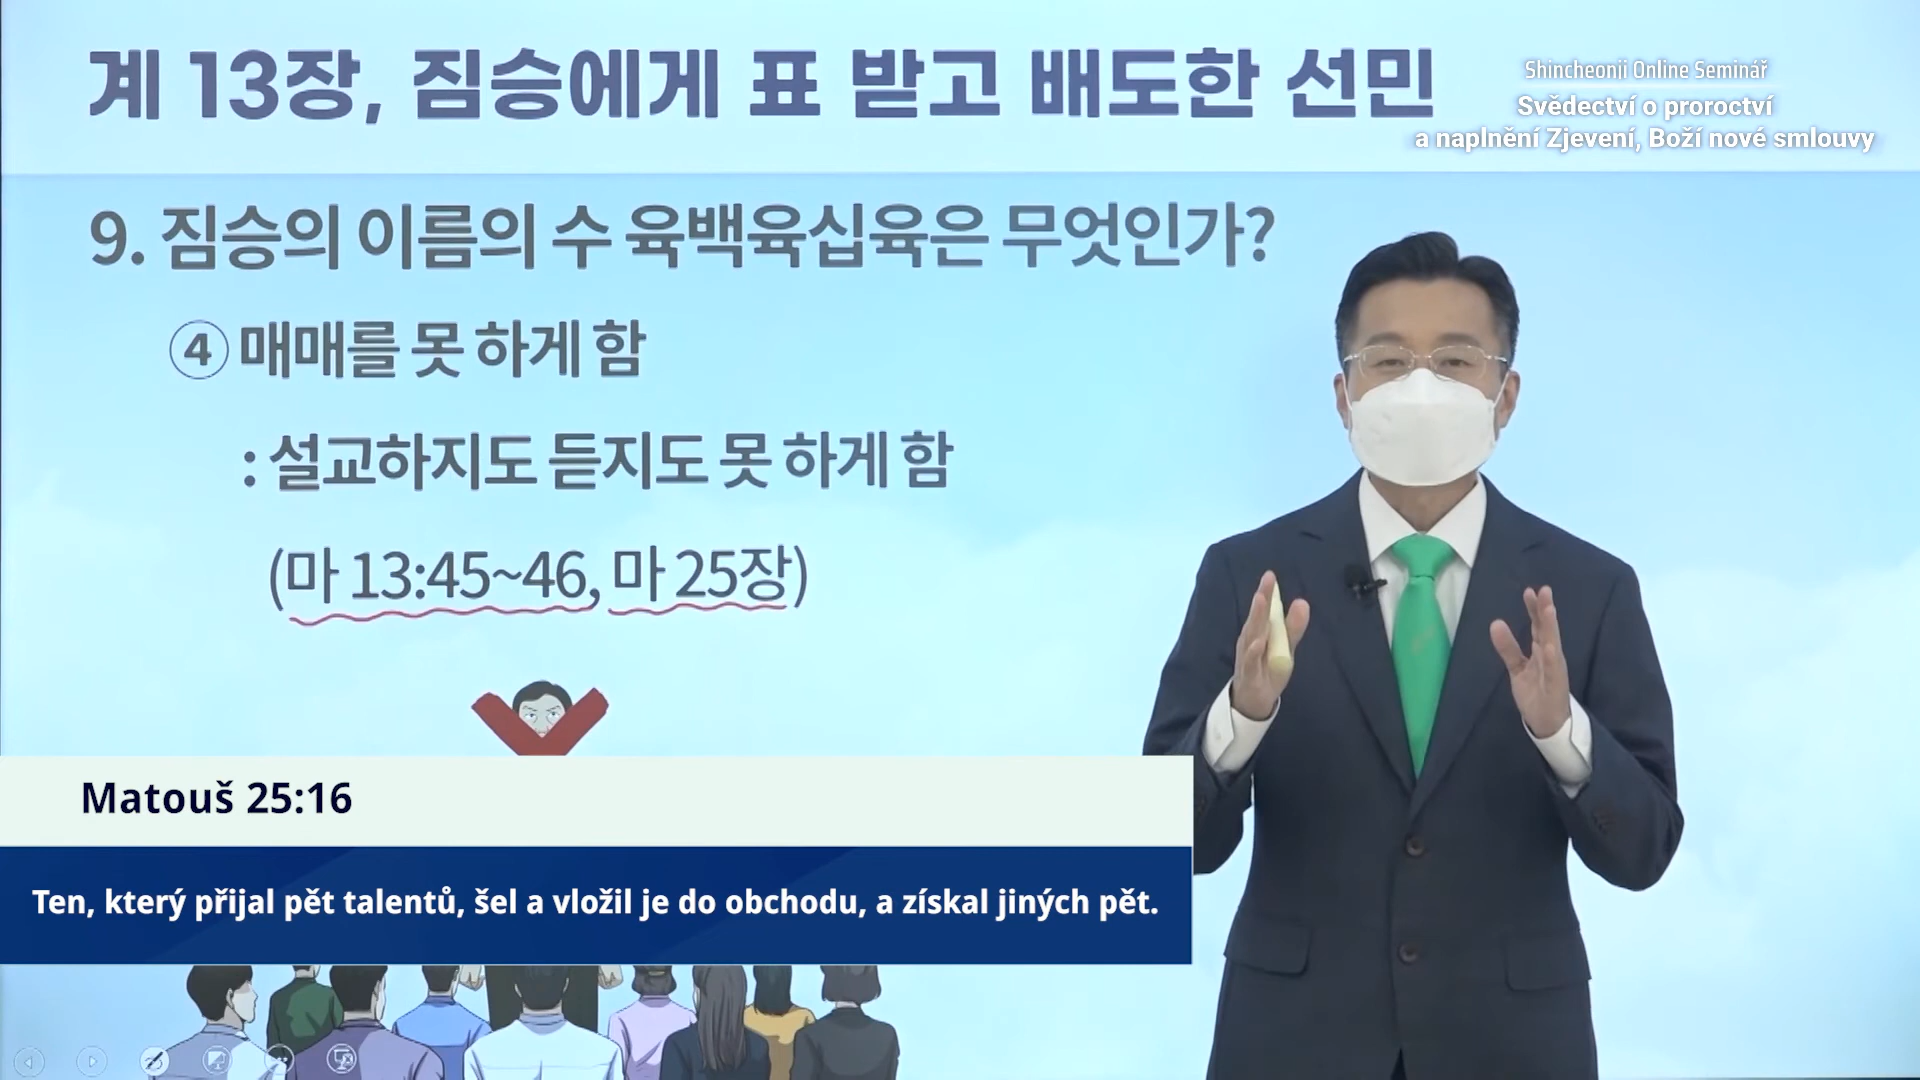 계 13장, 짐승에게 표 받고 배도한 선민
Shincheonji Online Seminář
Svědectví o proroctví
a naplnění Zjevení, Boží nové smlouvy
9. 짐승의 이름의 수 육백육십육은 무엇인가?
④ 매매를 못 하게 함
: 설교하지도 듣지도 못 하게 함
(마 13:45~46, 마 25장)
Matouš 25:16
Ten, který přijal pět talentů, šel a vložil je do obchodu, a získal jiných pět.